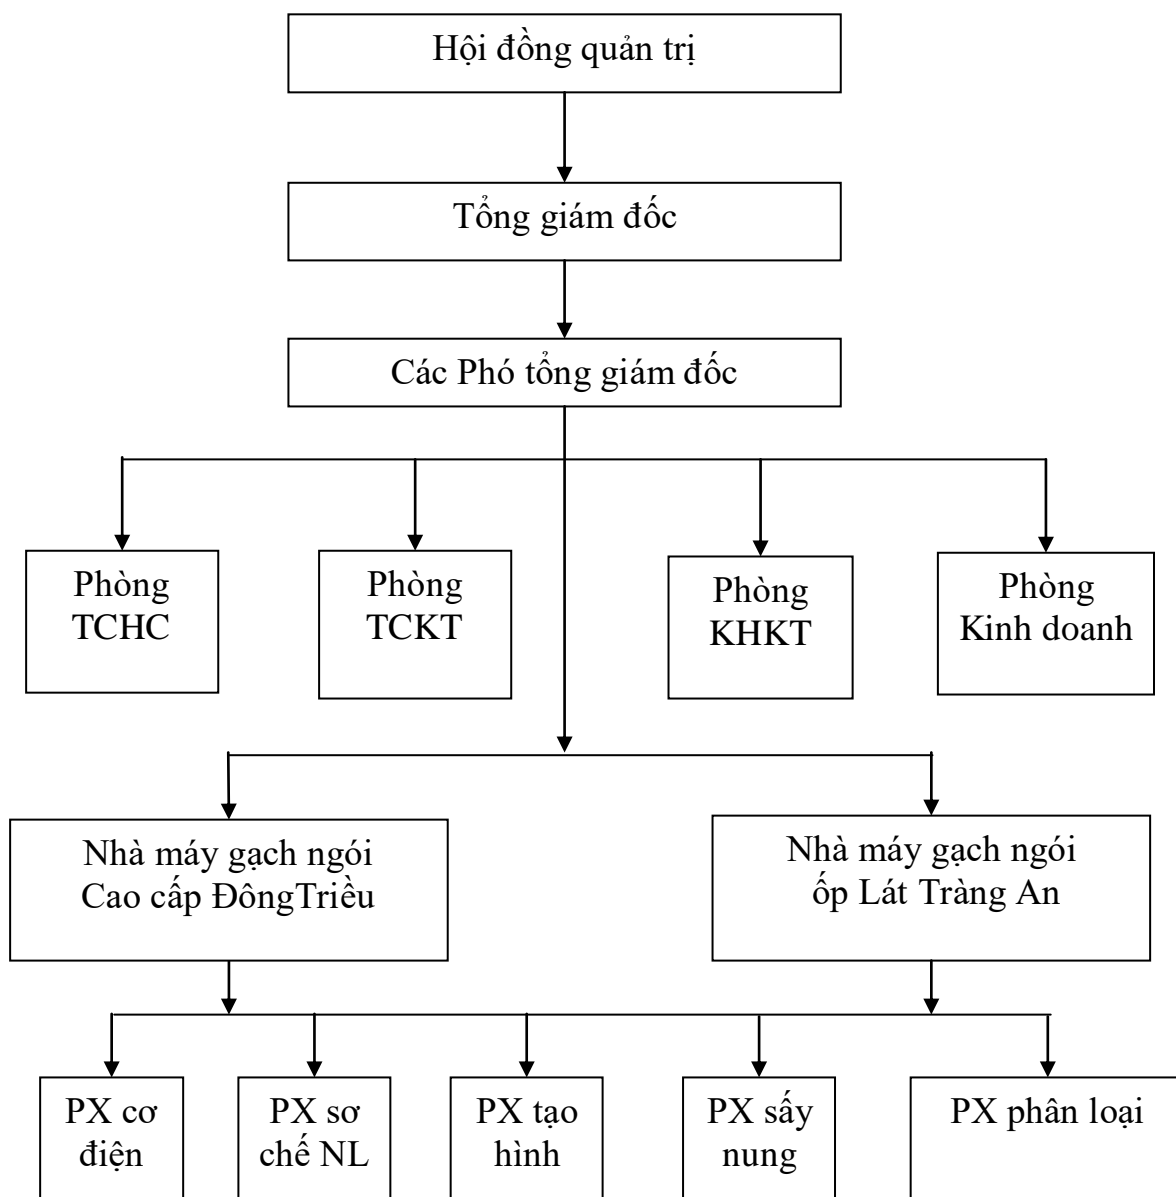 Hội đồng quản trị
Tổng giám đốc
Các Phó tổng giám đốc
Phòng
TCHC
Phòng
TCKT
Phòng
KHKT
Phòng
Kinh doanh
Nhà máy gạch ngói
Cao cấp ĐôngTriều
Nhà máy gạch ngói
ốp Lát Tràng An
PX cơ
điện
PX sơ
chế NL
PX tạo
hình
PX sấy
nung
PX phân loại